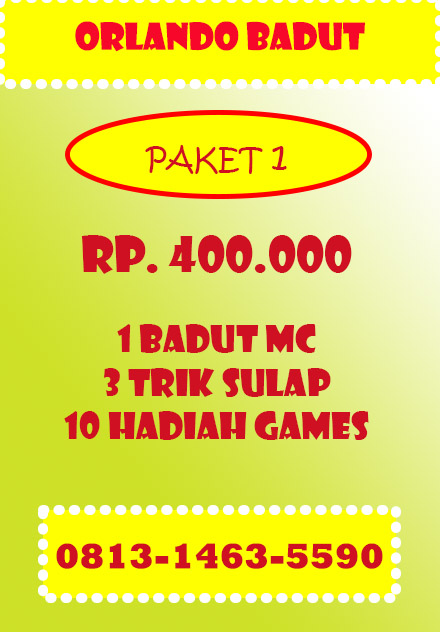 ORLANDO BADUT
PAKET 1
RP. 400.000
1 BADUT MC
3 TRIK SULAP
10 HADIAH GAMES
0813-1463-5590